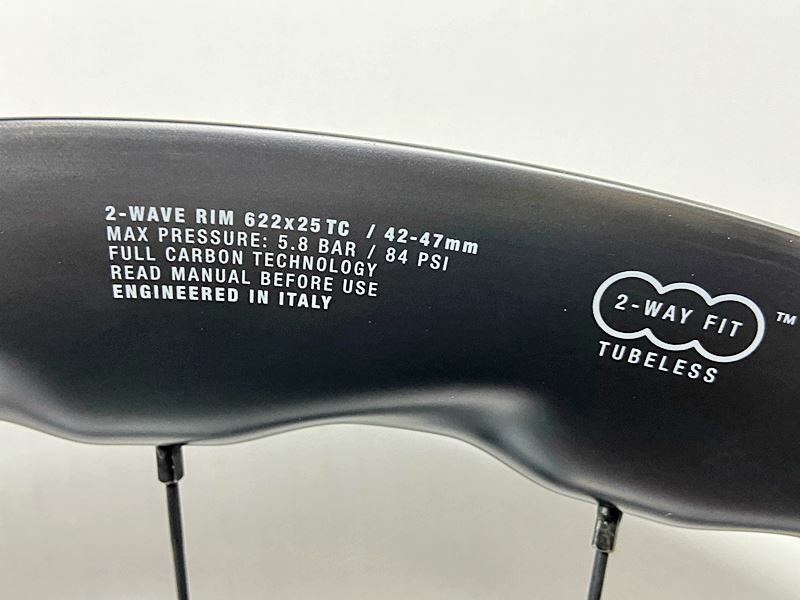 2-WAVE RIM 622x25TC / 42-47mm
MAX PRESSURE: 5.8 BAR / 84 PSI
FULL CARBON TECHNOLOGY
READ MANUAL BEFORE USE
ENGINEERED IN ITALY
2-WAY FIT ™
TUBELESS